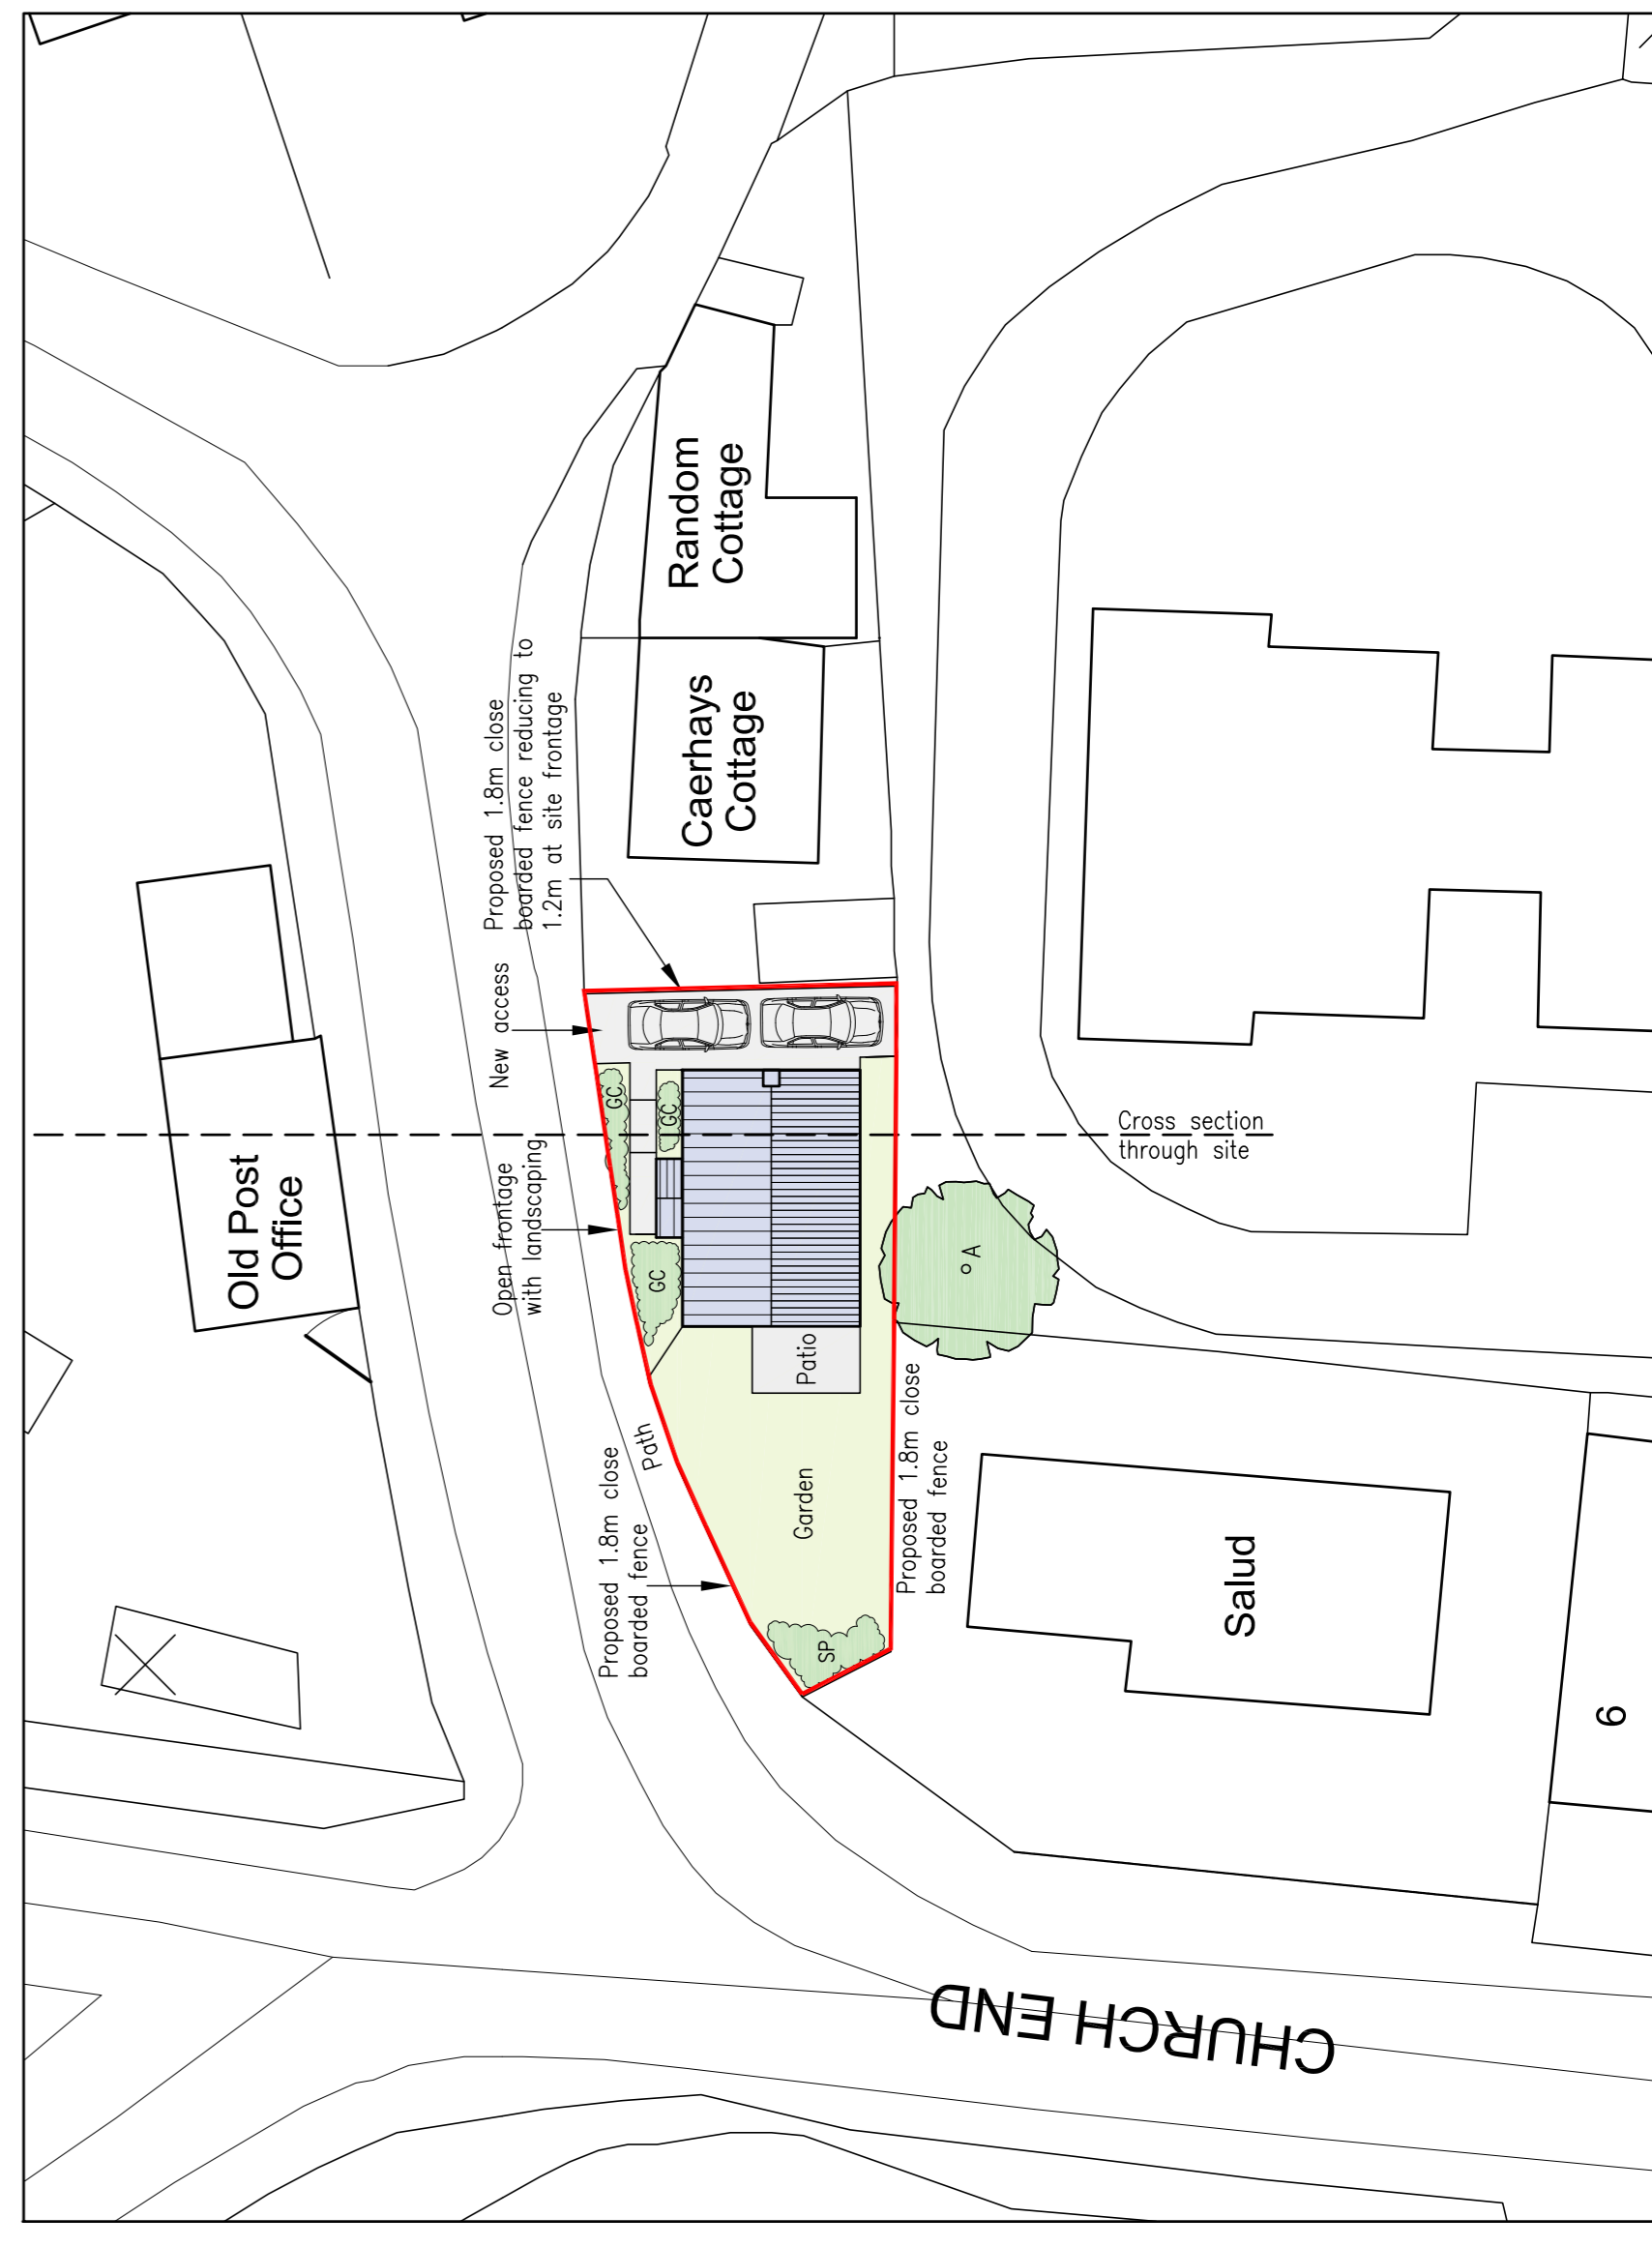 Random
Cottage
Caerhays
Cottage
Proposed 1.8m close
boarded fence reducing to
1.2m at site frontage
New access
Old Post
Office
Open frontage
with landscaping
GC
GC
GC
Cross section
through site
A
Patio
Path
Garden
Proposed 1.8m close
boarded fence
Proposed 1.8m close
boarded fence
SP
Salud
6
CHURCH END